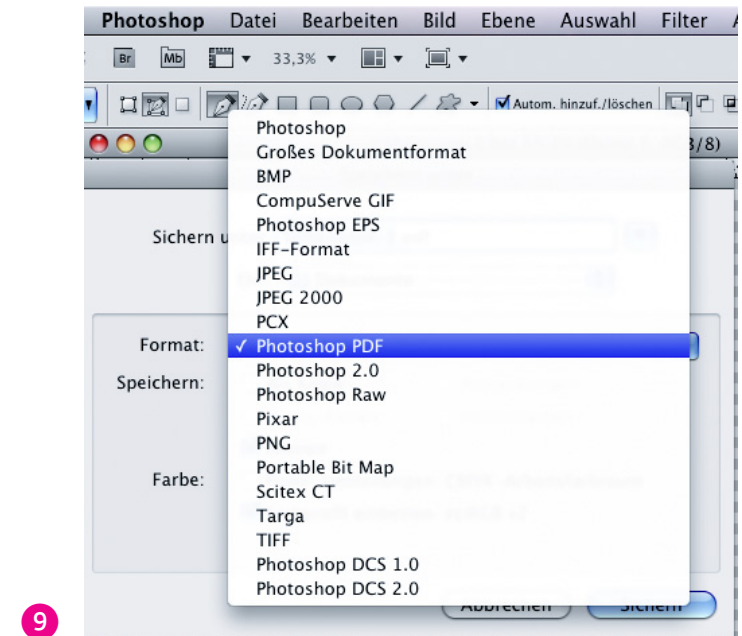 Photoshop Datei Bearbeiten Bild Ebene Auswahl Filter
Br Mb 33,3%
Autom. hinzuf./löschen
3/8)
Photoshop
Großes Dokumentformat
BMP
CompuServe GIF
Sichern
Photoshop EPS
IFF-Format
JPEG
JPEG 2000
PCX
Format: ✓ Photoshop PDF
Speichern: Photoshop 2.0
Photoshop Raw
Pixar
PNG
Portable Bit Map
Farbe: Scitex CT
Targa
TIFF
Photoshop DCS 1.0
Photoshop DCS 2.0
Abbrechen Sichern
9